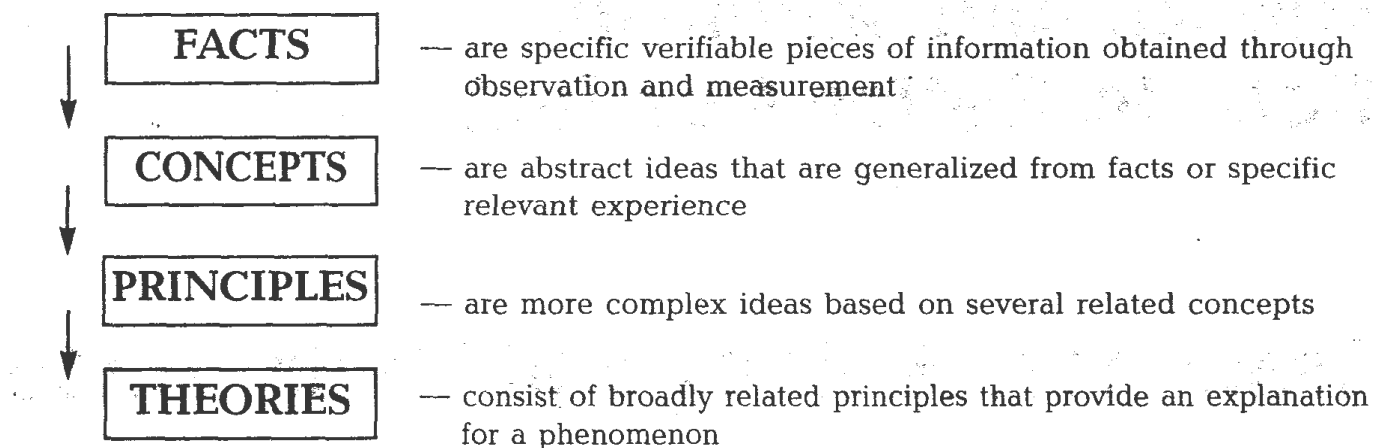 FACTS — are specific verifiable pieces of information obtained through
observation and measurement
CONCEPTS — are abstract ideas that are generalized from facts or specific
relevant experience
PRINCIPLES — are more complex ideas based on several related concepts
THEORIES — consist of broadly related principles that provide an explanation
for a phenomenon